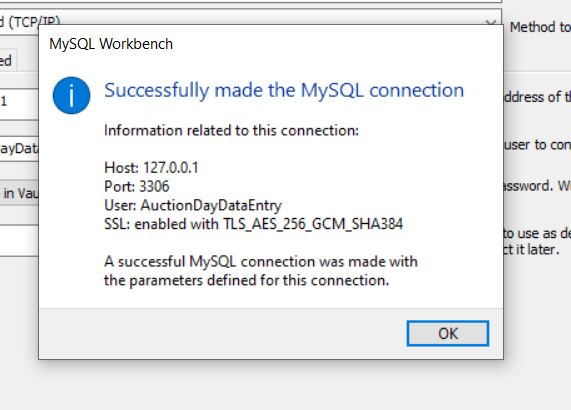 d (TCP/IP)
Method to
MySQL Workbench
ed
Successfully made the MySQL connection
1
address of th
Information related to this connection:
ayData
user to con
Host: 127.0.0.1
Port: 3306
in Vau
assword. Wi
User: AuctionDayDataEntry
SSL: enabled with TLS_AES_256_GCM_SHA384
to use as de
ct it later.
A successful MySQL connection was made with
the parameters defined for this connection.
OK